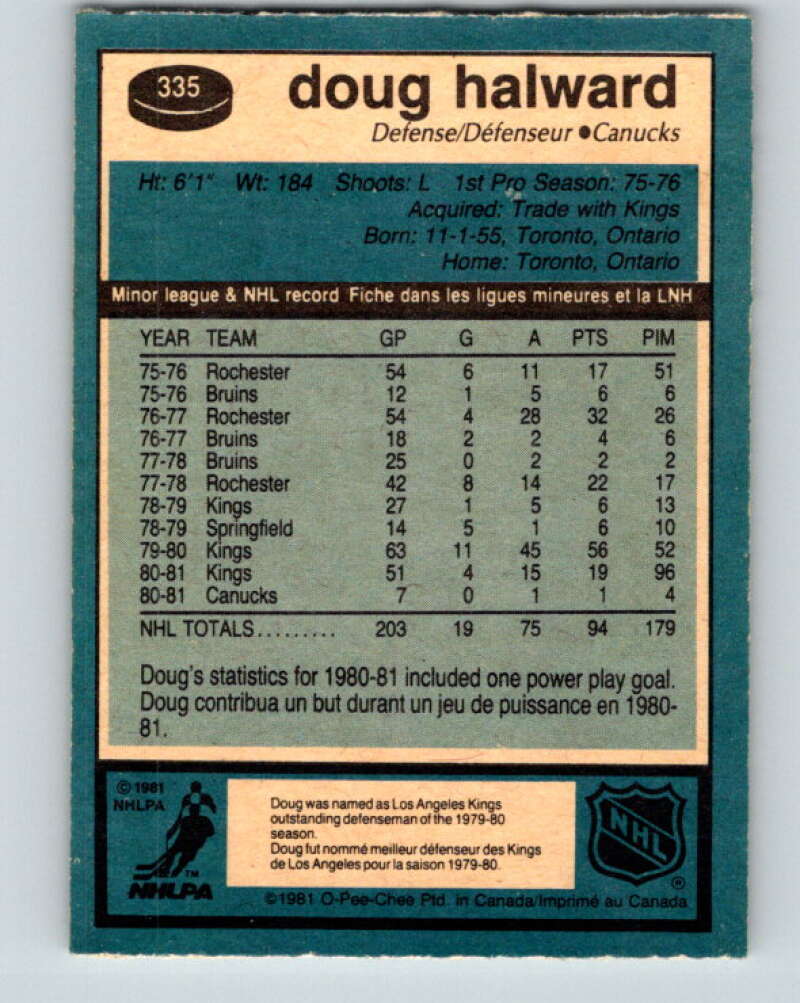 335
doug halward
Defense/Défenseur ● Canucks
Ht: 6'1" Wt: 184 Shoots: L 1st Pro Season: 75-76
Acquired: Trade with Kings
Born: 11-1-55, Toronto, Ontario
Home: Toronto, Ontario
Minor league & NHL record Fiche dans les ligues mineures et la LNH
YEAR TEAM GP G A PTS PIM
75-76 Rochester 54 6 11 17 51
75-76 Bruins 12 1 5 6 6
76-77 Rochester 54 4 28 32 26
76-77 Bruins 18 2 2 4 6
77-78 Bruins 25 0 2 2 2
77-78 Rochester 42 8 14 22 17
78-79 Kings 27 1 5 6 13
78-79 Springfield 14 5 1 6 10
79-80 Kings 63 11 45 56 52
80-81 Kings 51 4 15 19 96
80-81 Canucks 7 0 1 1 4
NHL TOTALS......... 203 19 75 94 179
Doug's statistics for 1980-81 included one power play goal.
Doug contribua un but durant un jeu de puissance en 1980-
81.
© 1981
NHLPA
TM
NHLPA
Doug was named as Los Angeles Kings
outstanding defenseman of the 1979-80
season.
Doug fut nommé meilleur défenseur des Kings
de Los Angeles pour la saison 1979-80.
NHL
®
©1981 O-Pee-Chee Ptd. in Canada/Imprimé au Canada